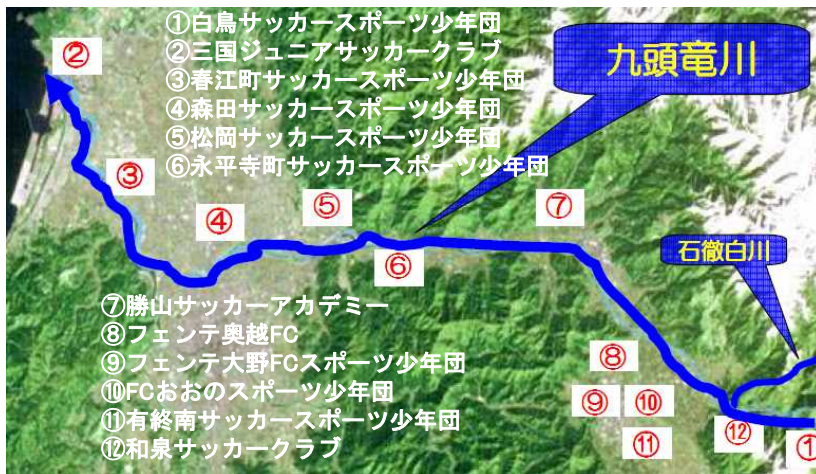 ①白鳥サッカースポーツ少年団
②三国ジュニアサッカークラブ
③春江町サッカースポーツ少年団
④森田サッカースポーツ少年団
⑤松岡サッカースポーツ少年団
⑥永平寺町サッカースポーツ少年団
九頭竜川
②
③
④
⑤
⑥
⑦
石徹白川
⑦勝山サッカーアカデミー
⑧フェンテ奥越FC
⑨フェンテ大野FCスポーツ少年団
⑩FCおおのスポーツ少年団
⑪有終南サッカースポーツ少年団
⑫和泉サッカークラブ
⑧
⑨
⑩
⑪
⑫
①